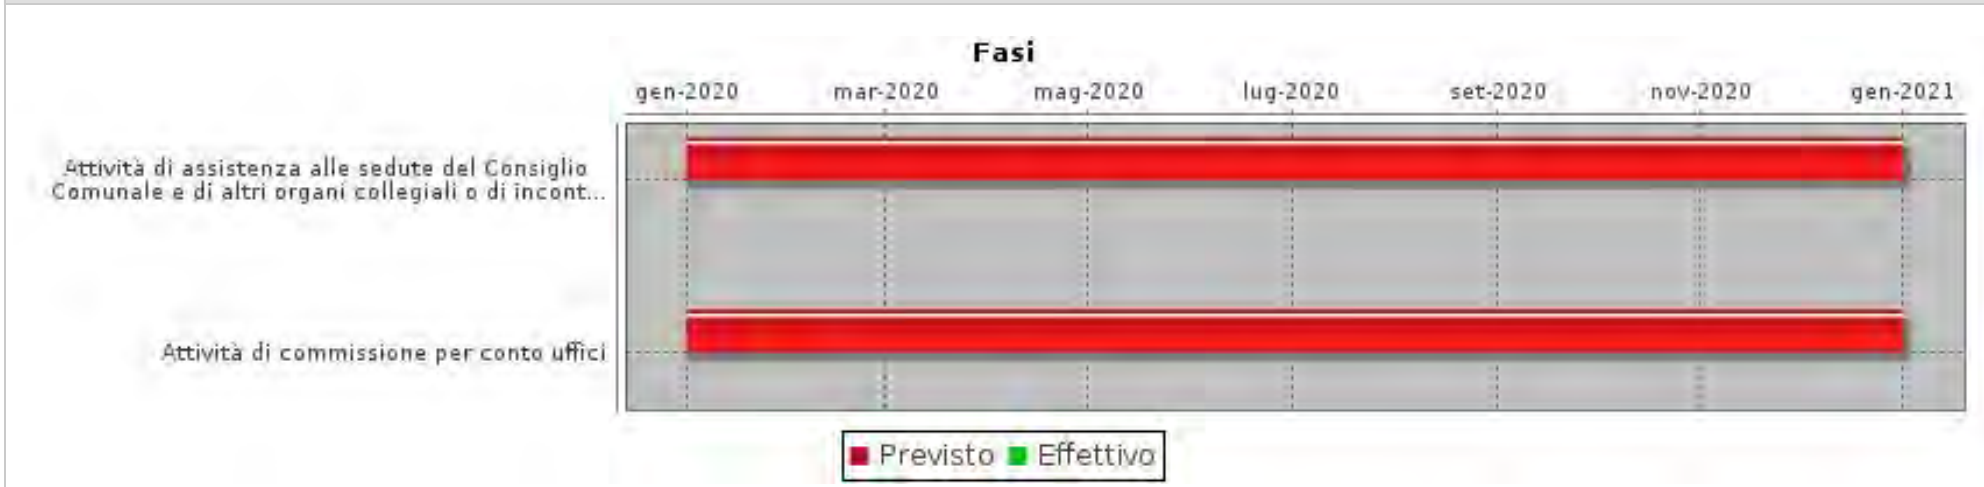 Fasi
gen-2020 mar-2020 mag-2020 lug-2020 set-2020 nov-2020 gen-2021
Attività di assistenza alle sedute del Consiglio
Comunale e di altri organi collegiali o di incont...
Attività di commissione per conto uffici
Previsto Effettivo